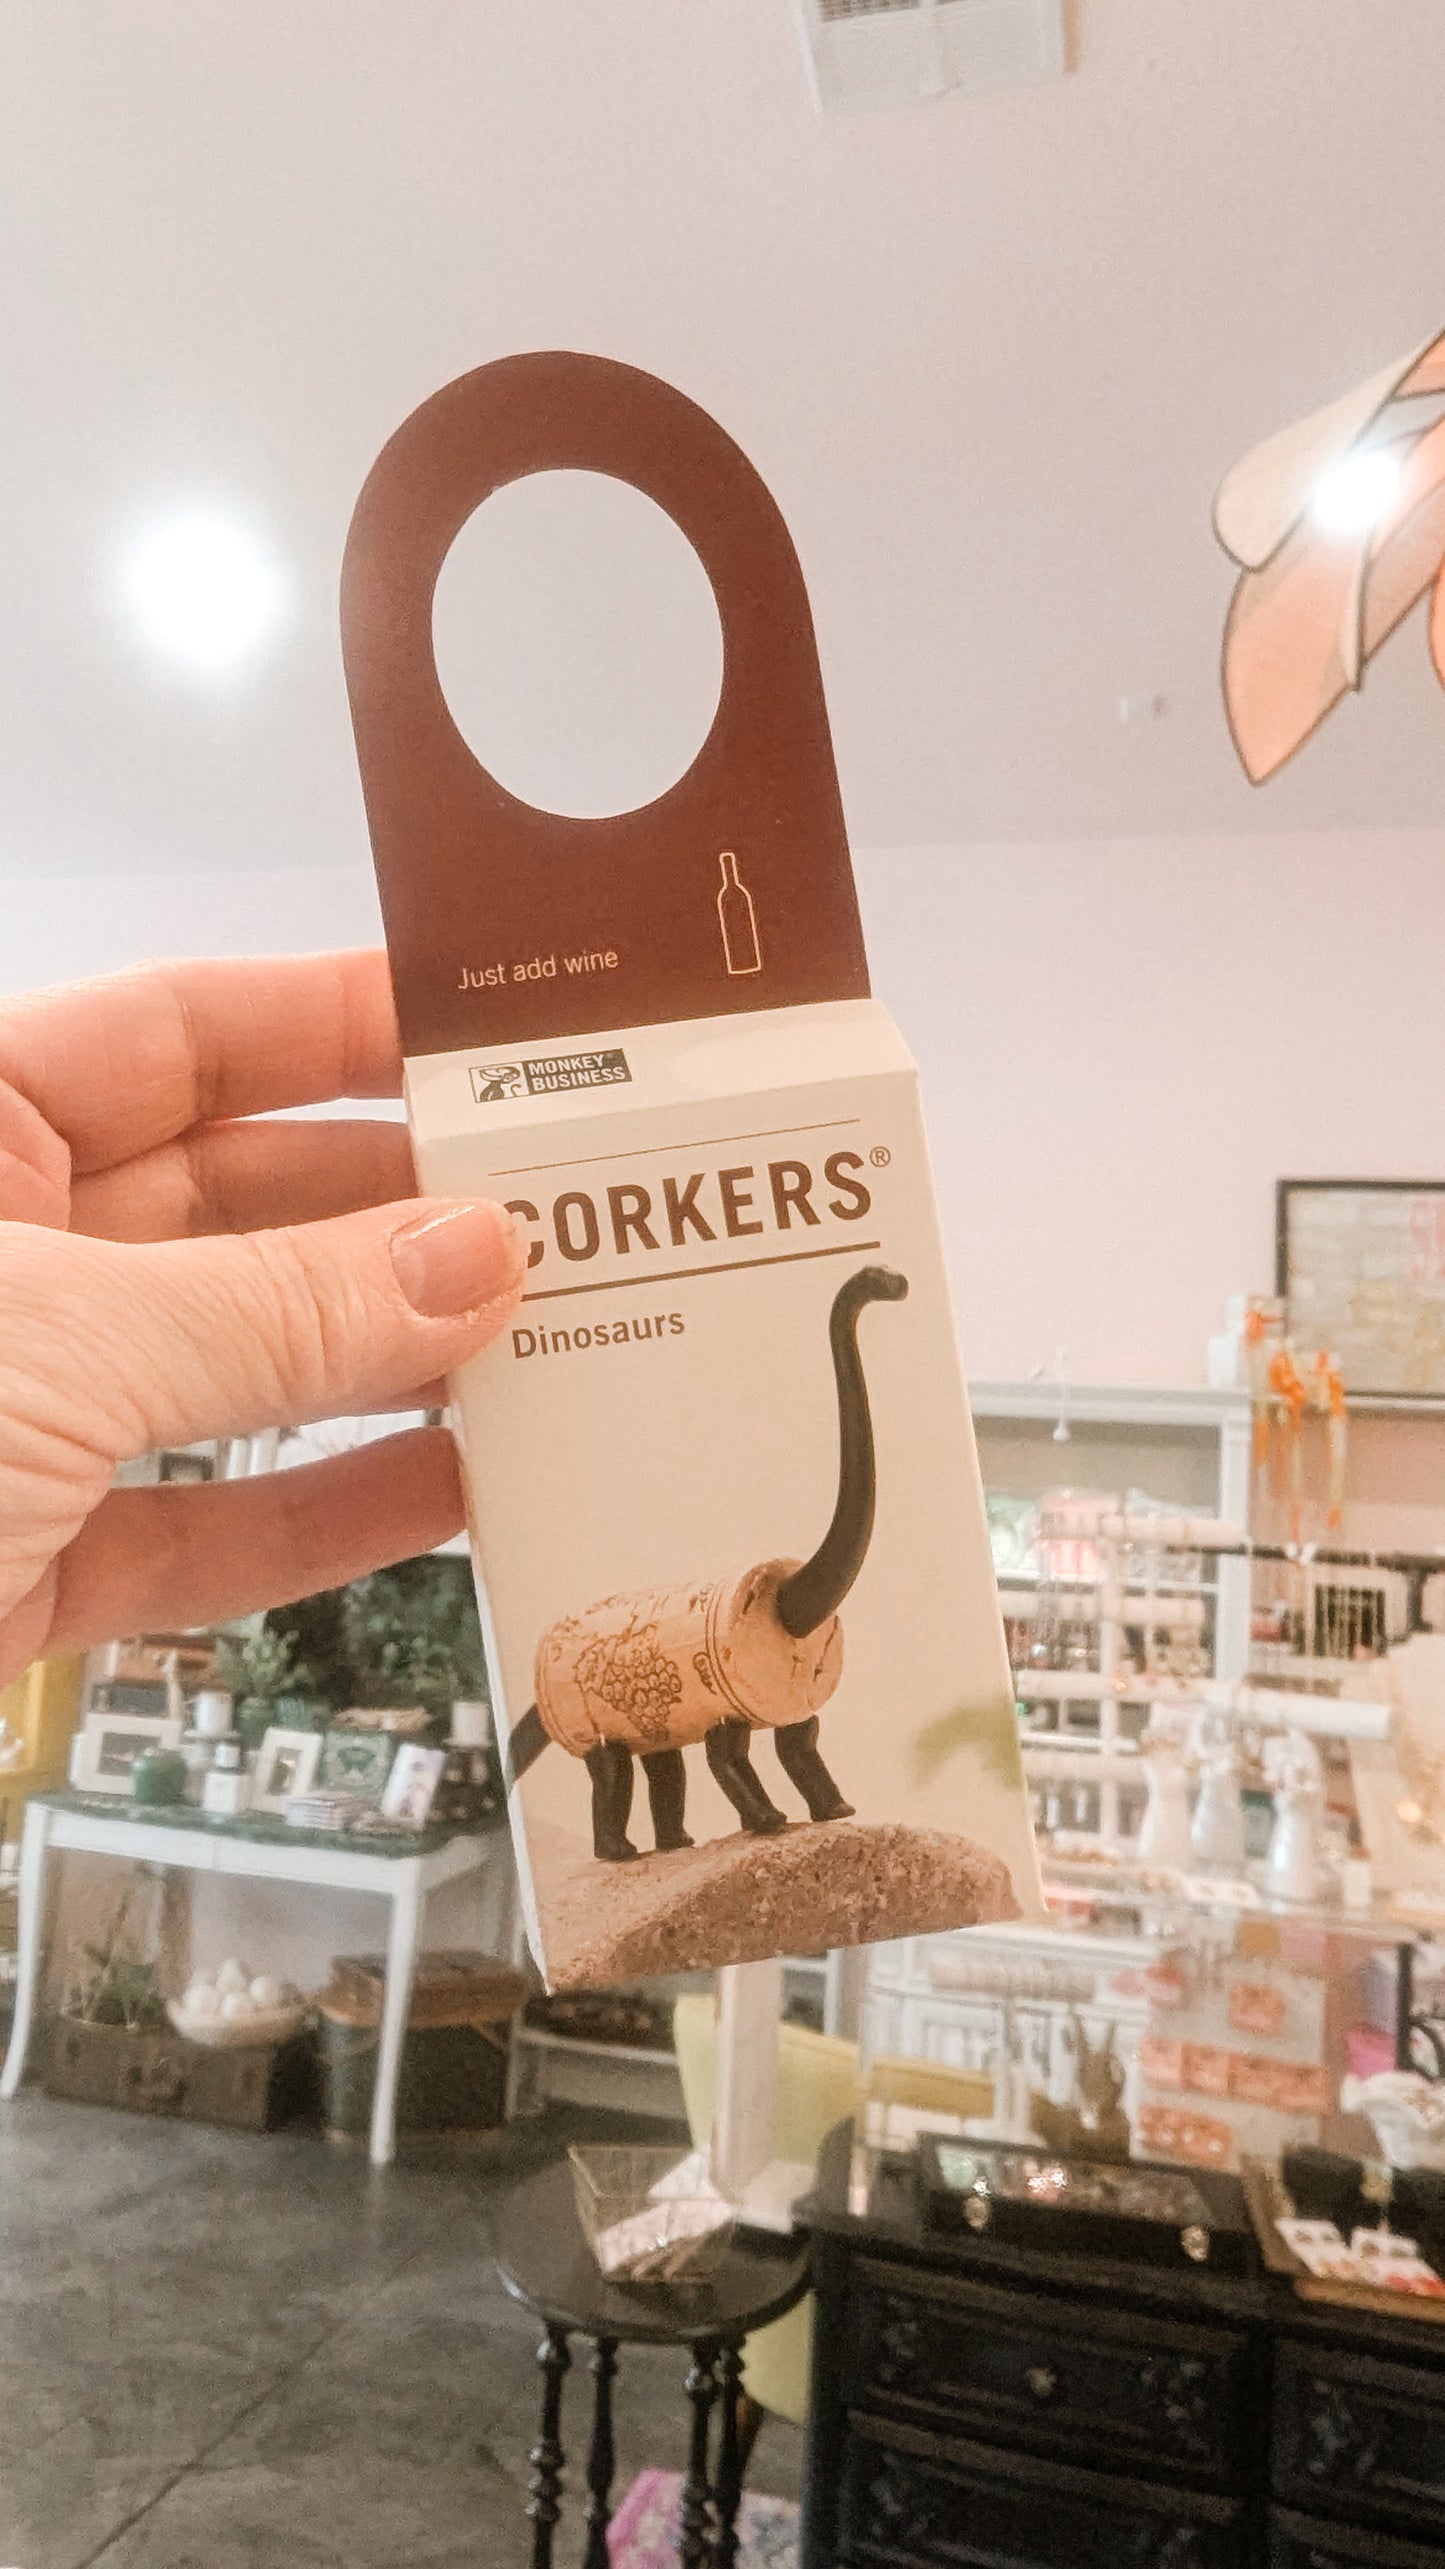 Just add wine
MONKEY
BUSINESS
CORKERS®
Dinosaurs